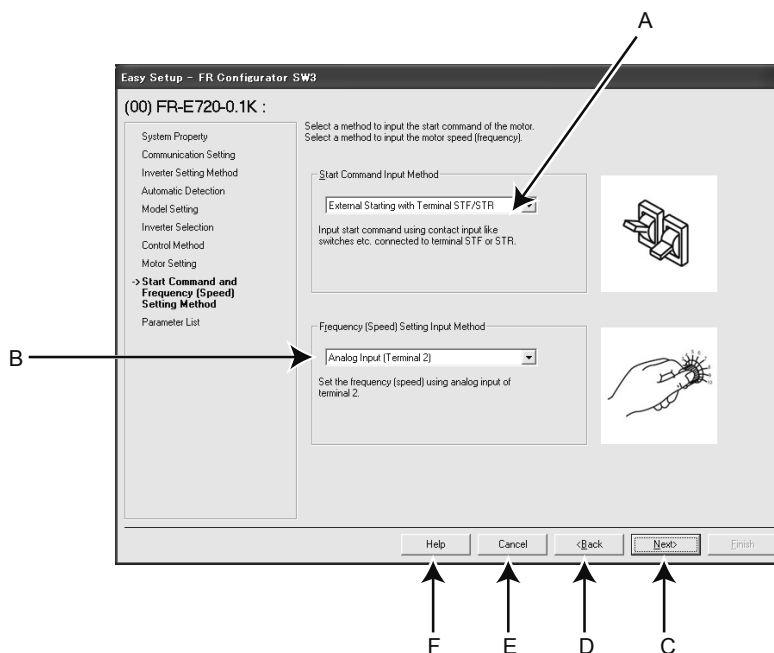 A
Easy Setup - FR Configurator SW3
(00) FR-E720-0.1K :
System Property
Communication Setting
Inverter Setting Method
Automatic Detection
Model Setting
Inverter Selection
Control Method
Motor Setting
-> Start Command and
Frequency (Speed)
Setting Method
Parameter List
Select a method to input the start command of the motor.
Select a method to input the motor speed (frequency).
Start Command Input Method
External Starting with Terminal STF/STR
Input start command using contact input like
switches etc. connected to terminal STF or STR.
B
Frequency (Speed) Setting Input Method
Analog Input (Terminal 2)
Set the frequency (speed) using analog input of
terminal 2.
Help Cancel <Back Next> Finish
F E D C